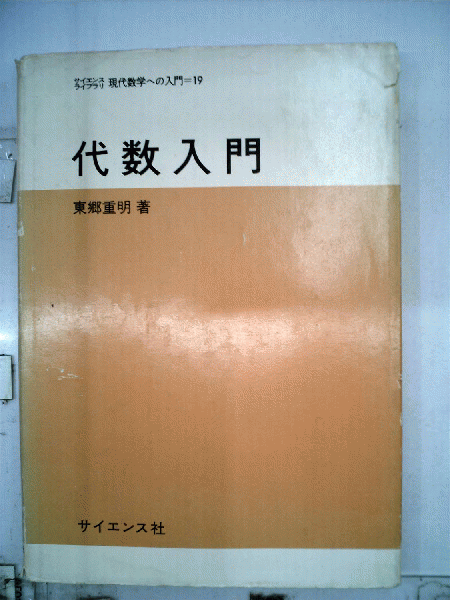 サイエンスライブラリ 現代数学への入門=19
代数入門
東郷重明 著
サイエンス社